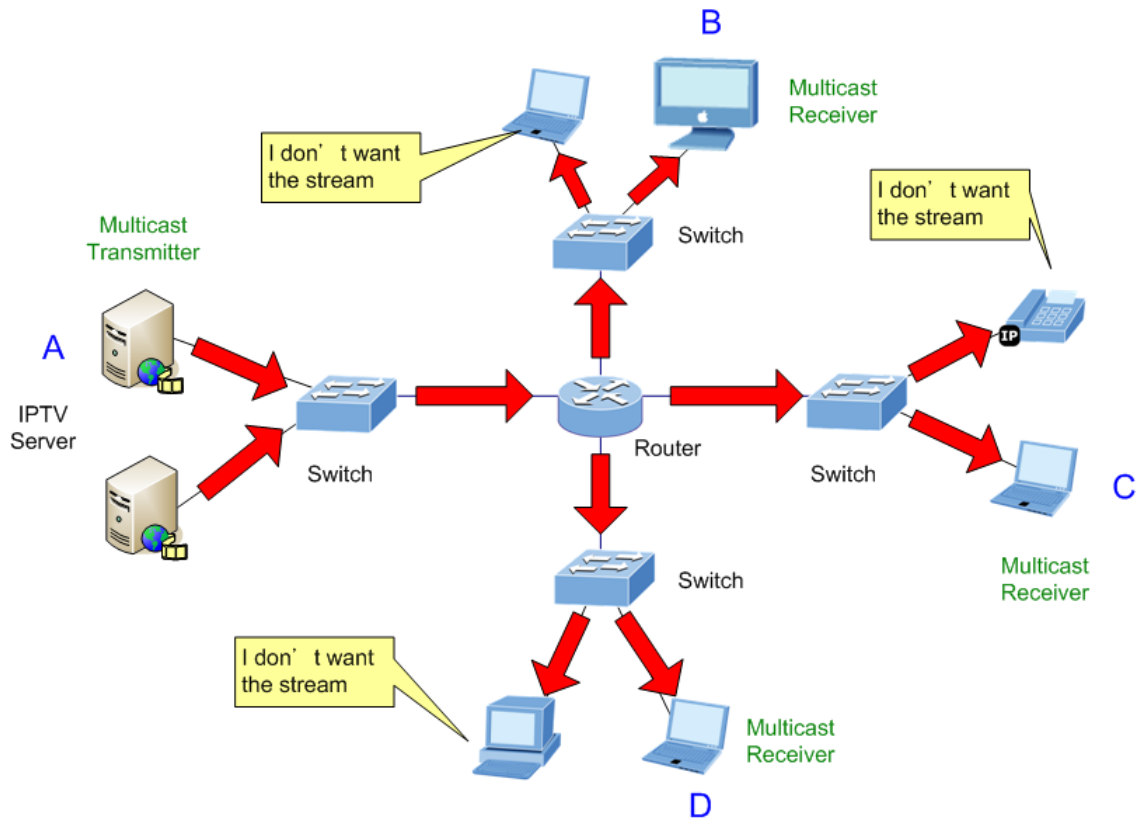 B
Multicast
Receiver
I don' t want
the stream
I don' t want
the stream
Switch
Multicast
Transmitter
A
IP
IPTV
Server
Router
Switch
Switch
C
Switch
Multicast
Receiver
I don' t want
the stream
Multicast
Receiver
D